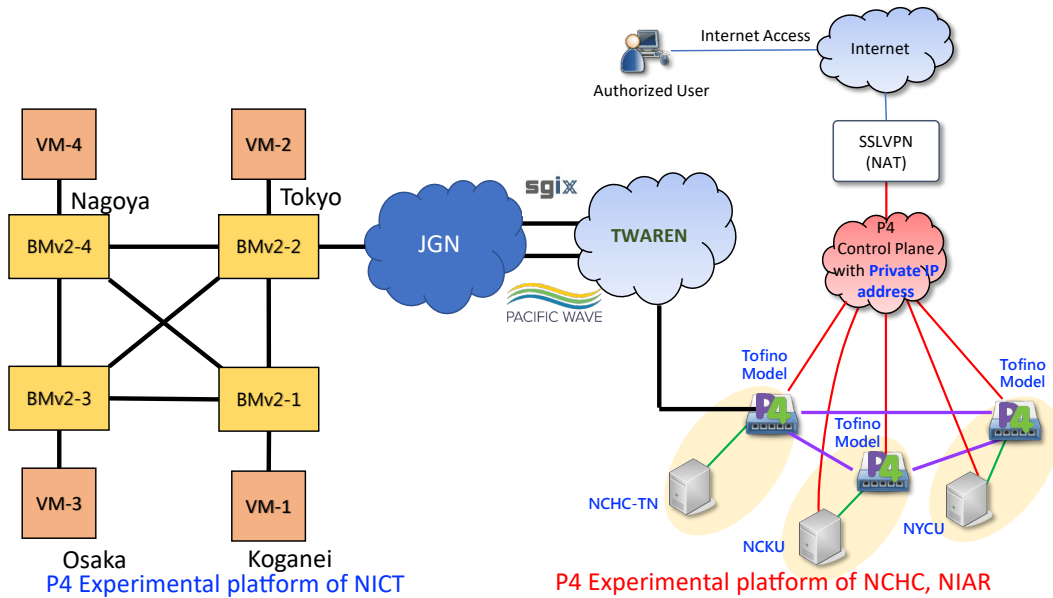 Internet Access
Internet
Authorized User
SSLVPN
(NAT)
VM-4
VM-2
Nagoya
Tokyo
sgix
BMv2-4
BMv2-2
JGN
TWAREN
P4
Control Plane
with Private IP
address
PACIFIC WAVE
Tofino
Model
Tofino
Model
BMv2-3
BMv2-1
P4
Tofino
Model
P4
P4
VM-3
VM-1
NCHC-TN
NCKU
NYCU
Osaka
Koganei
P4 Experimental platform of NICT
P4 Experimental platform of NCHC, NIAR